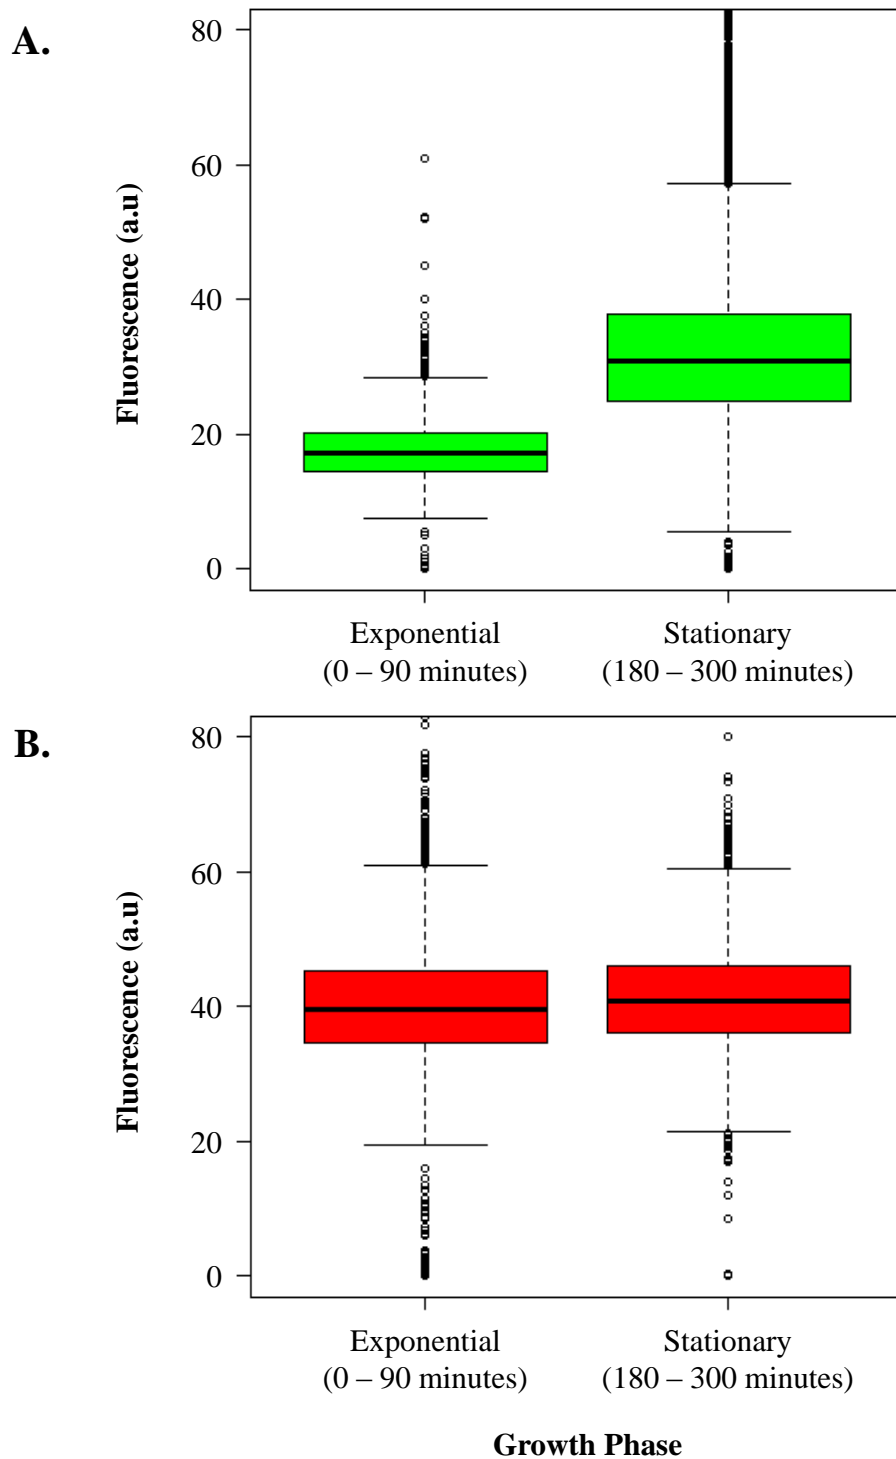 A.
80
60
40
20
0
Fluorescence (a.u)
Exponential
(0 – 90 minutes)
Stationary
(180 – 300 minutes)
B.
80
60
40
20
0
Fluorescence (a.u)
Exponential
(0 – 90 minutes)
Stationary
(180 – 300 minutes)
Growth Phase